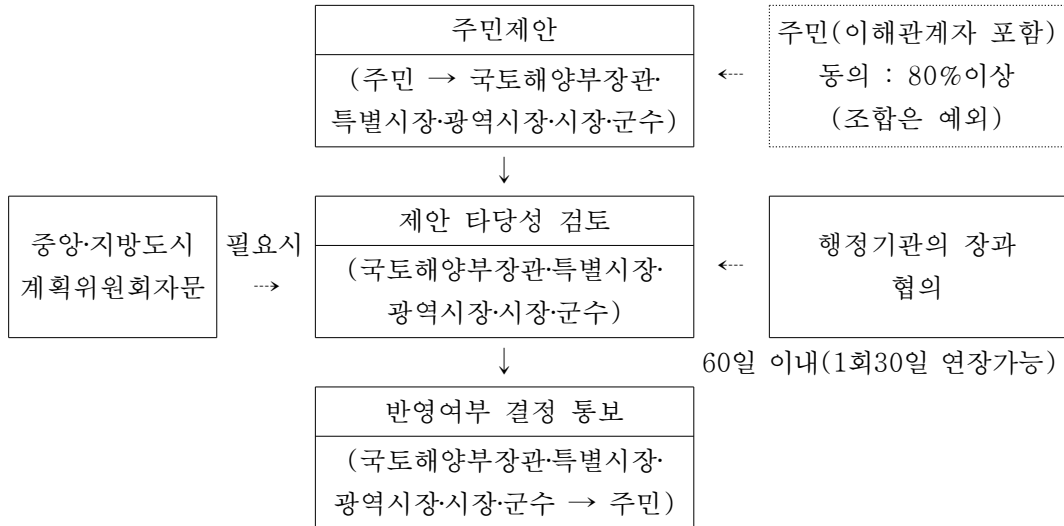 주민제안
(주민 → 국토해양부장관·
특별시장·광역시장·시장·군수)
←
주민(이해관계자 포함)
동의 : 80%이상
(조합은 예외)
↓
중앙·지방도시
계획위원회자문
필요시
→
제안 타당성 검토
(국토해양부장관·특별시장·
광역시장·시장·군수)
←
행정기관의 장과
협의
↓
60일 이내(1회30일 연장가능)
반영여부 결정 통보
(국토해양부장관·특별시장·
광역시장·시장·군수 → 주민)